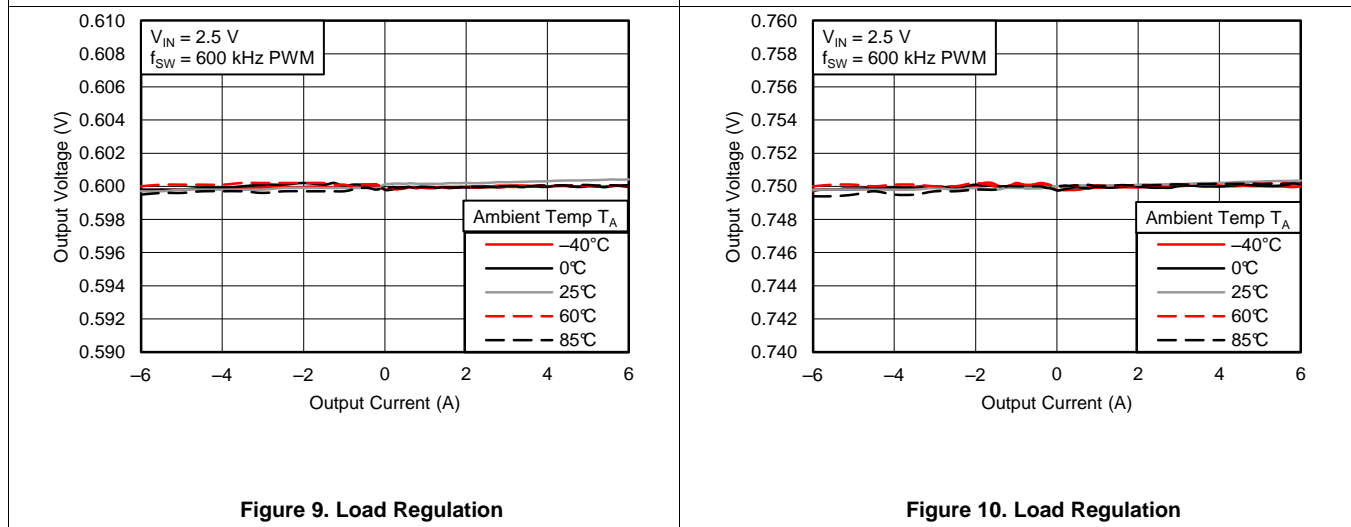 0.610
0.608
0.606
0.604
0.602
0.600
0.598
0.596
0.594
0.592
0.590
Output Voltage (V)
V_IN = 2.5 V
f_SW = 600 kHz PWM
Ambient Temp T_A
–40°C
0°C
25°C
60°C
85°C
–6 –4 –2 0 2 4 6
Output Current (A)
Figure 9. Load Regulation
0.760
0.758
0.756
0.754
0.752
0.750
0.748
0.746
0.744
0.742
0.740
Output Voltage (V)
V_IN = 2.5 V
f_SW = 600 kHz PWM
Ambient Temp T_A
–40°C
0°C
25°C
60°C
85°C
–6 –4 –2 0 2 4 6
Output Current (A)
Figure 10. Load Regulation